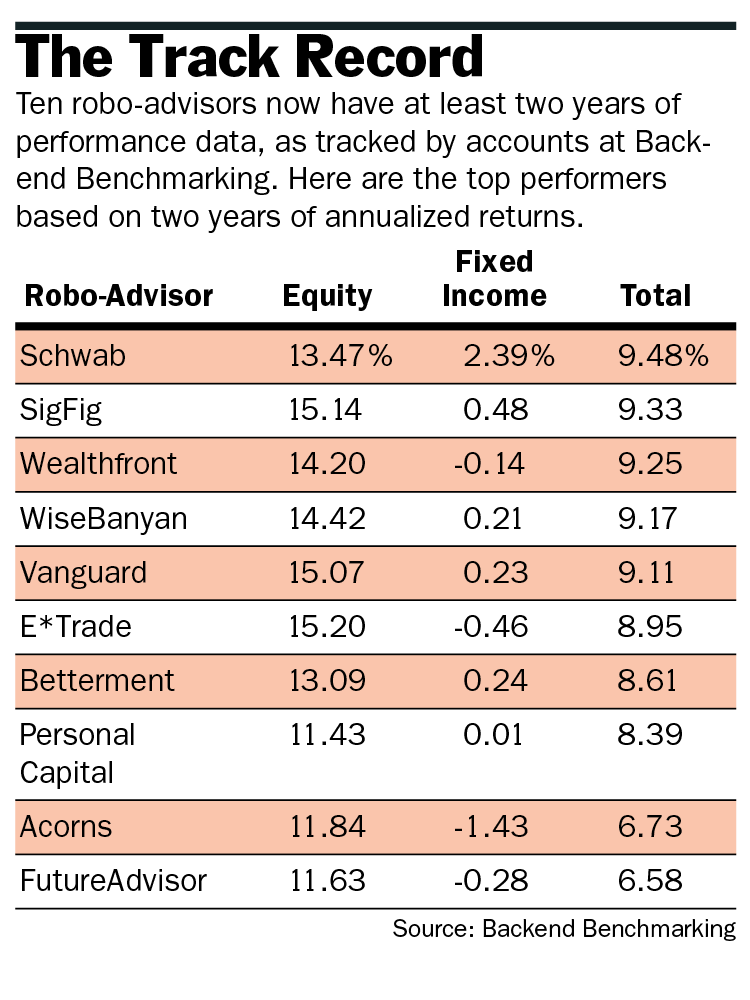 The Track Record
Ten robo-advisors now have at least two years of
performance data, as tracked by accounts at Back-
end Benchmarking. Here are the top performers
based on two years of annualized returns.
Fixed
Robo-Advisor Equity Income Total
Schwab 13.47% 2.39% 9.48%
SigFig 15.14 0.48 9.33
Wealthfront 14.20 -0.14 9.25
WiseBanyan 14.42 0.21 9.17
Vanguard 15.07 0.23 9.11
E*Trade 15.20 -0.46 8.95
Betterment 13.09 0.24 8.61
Personal 11.43 0.01 8.39
Capital
Acorns 11.84 -1.43 6.73
FutureAdvisor 11.63 -0.28 6.58
Source: Backend Benchmarking